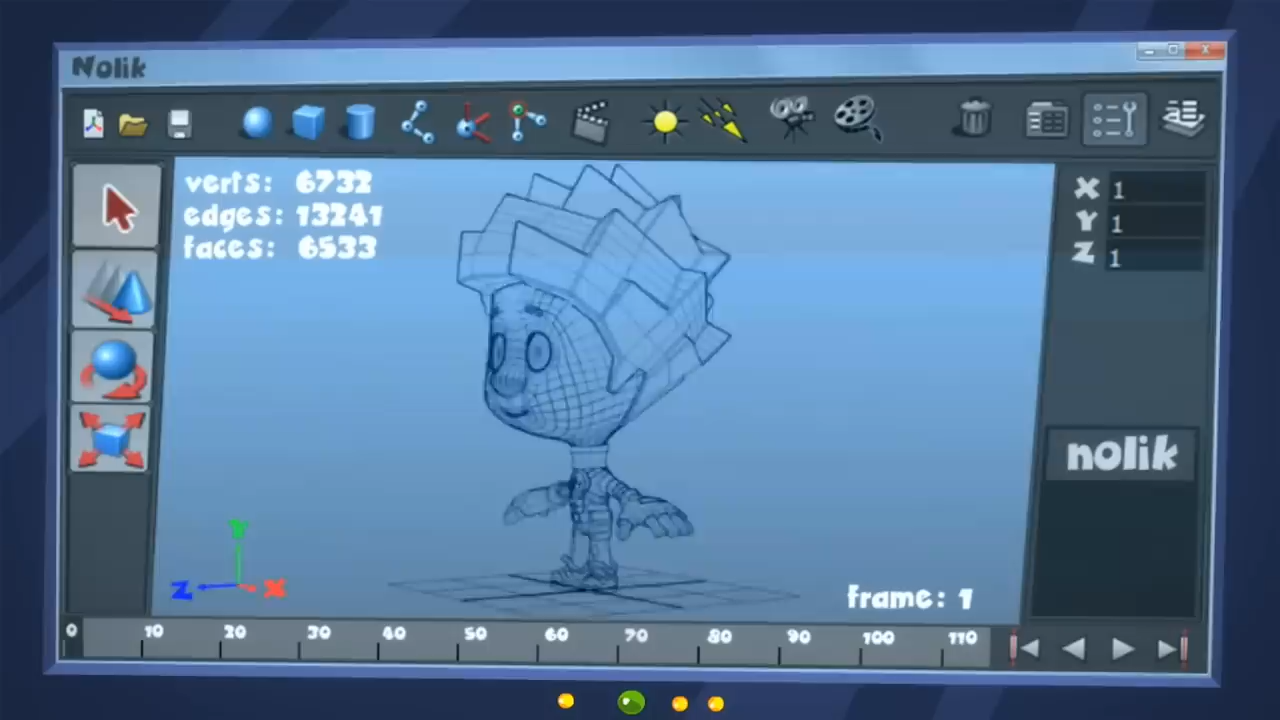 Nolik
verts: 6732
edges: 13241
faces: 6533
X 1
Y 1
Z 1
nolik
Y
Z X
frame: 1
0 10 20 30 40 50 60 70 80 90 100 110